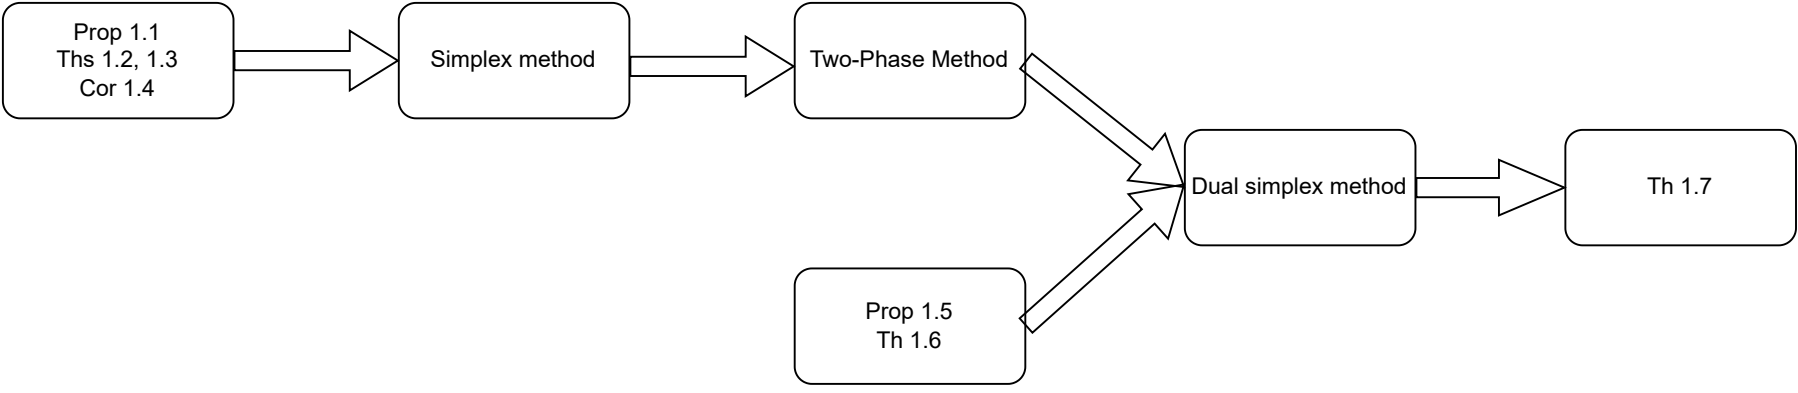 Prop 1.1
Ths 1.2, 1.3
Cor 1.4
Simplex method
Two-Phase Method
Dual simplex method
Th 1.7
Prop 1.5
Th 1.6